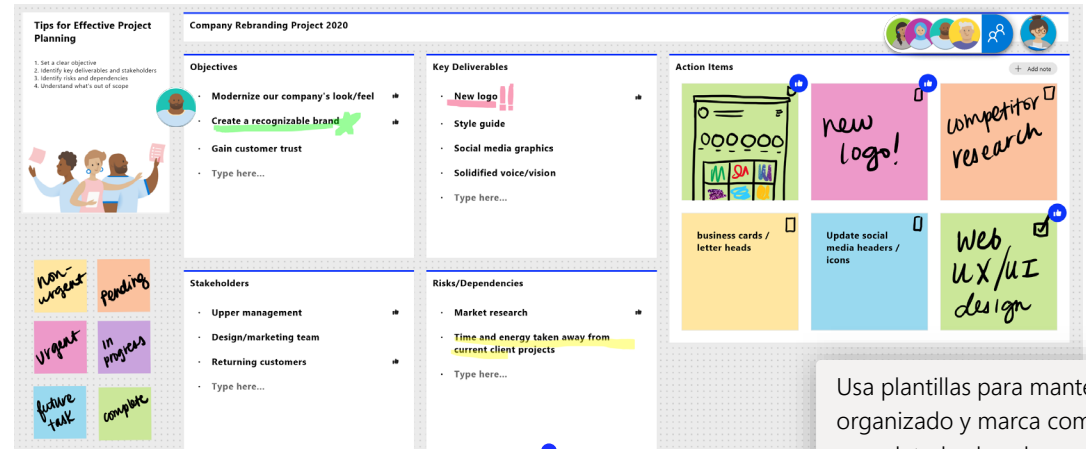 Tips for Effective Project
Planning
1. Set a clear objective
2. Identify key deliverables and stakeholders
3. Identify risks and dependencies
4. Understand what's out of scope
Company Rebranding Project 2020
Objectives
· Modernize our company's look/feel
· Create a recognizable brand
· Gain customer trust
· Type here...
Key Deliverables
· New logo
· Style guide
· Social media graphics
· Solidified voice/vision
· Type here...
Action Items
+ Add note
new
logo!
competitor
research
business cards /
letter heads
Update social
media headers /
icons
Web
UX/UI
design
non-
urgent
pending
urgent
in
progress
future
task
complete
Stakeholders
· Upper management
· Design/marketing team
· Returning customers
· Type here...
Risks/Dependencies
· Market research
· Time and energy taken away from
current client projects
· Type here...
Usa plantillas para mante
organizado y marca com